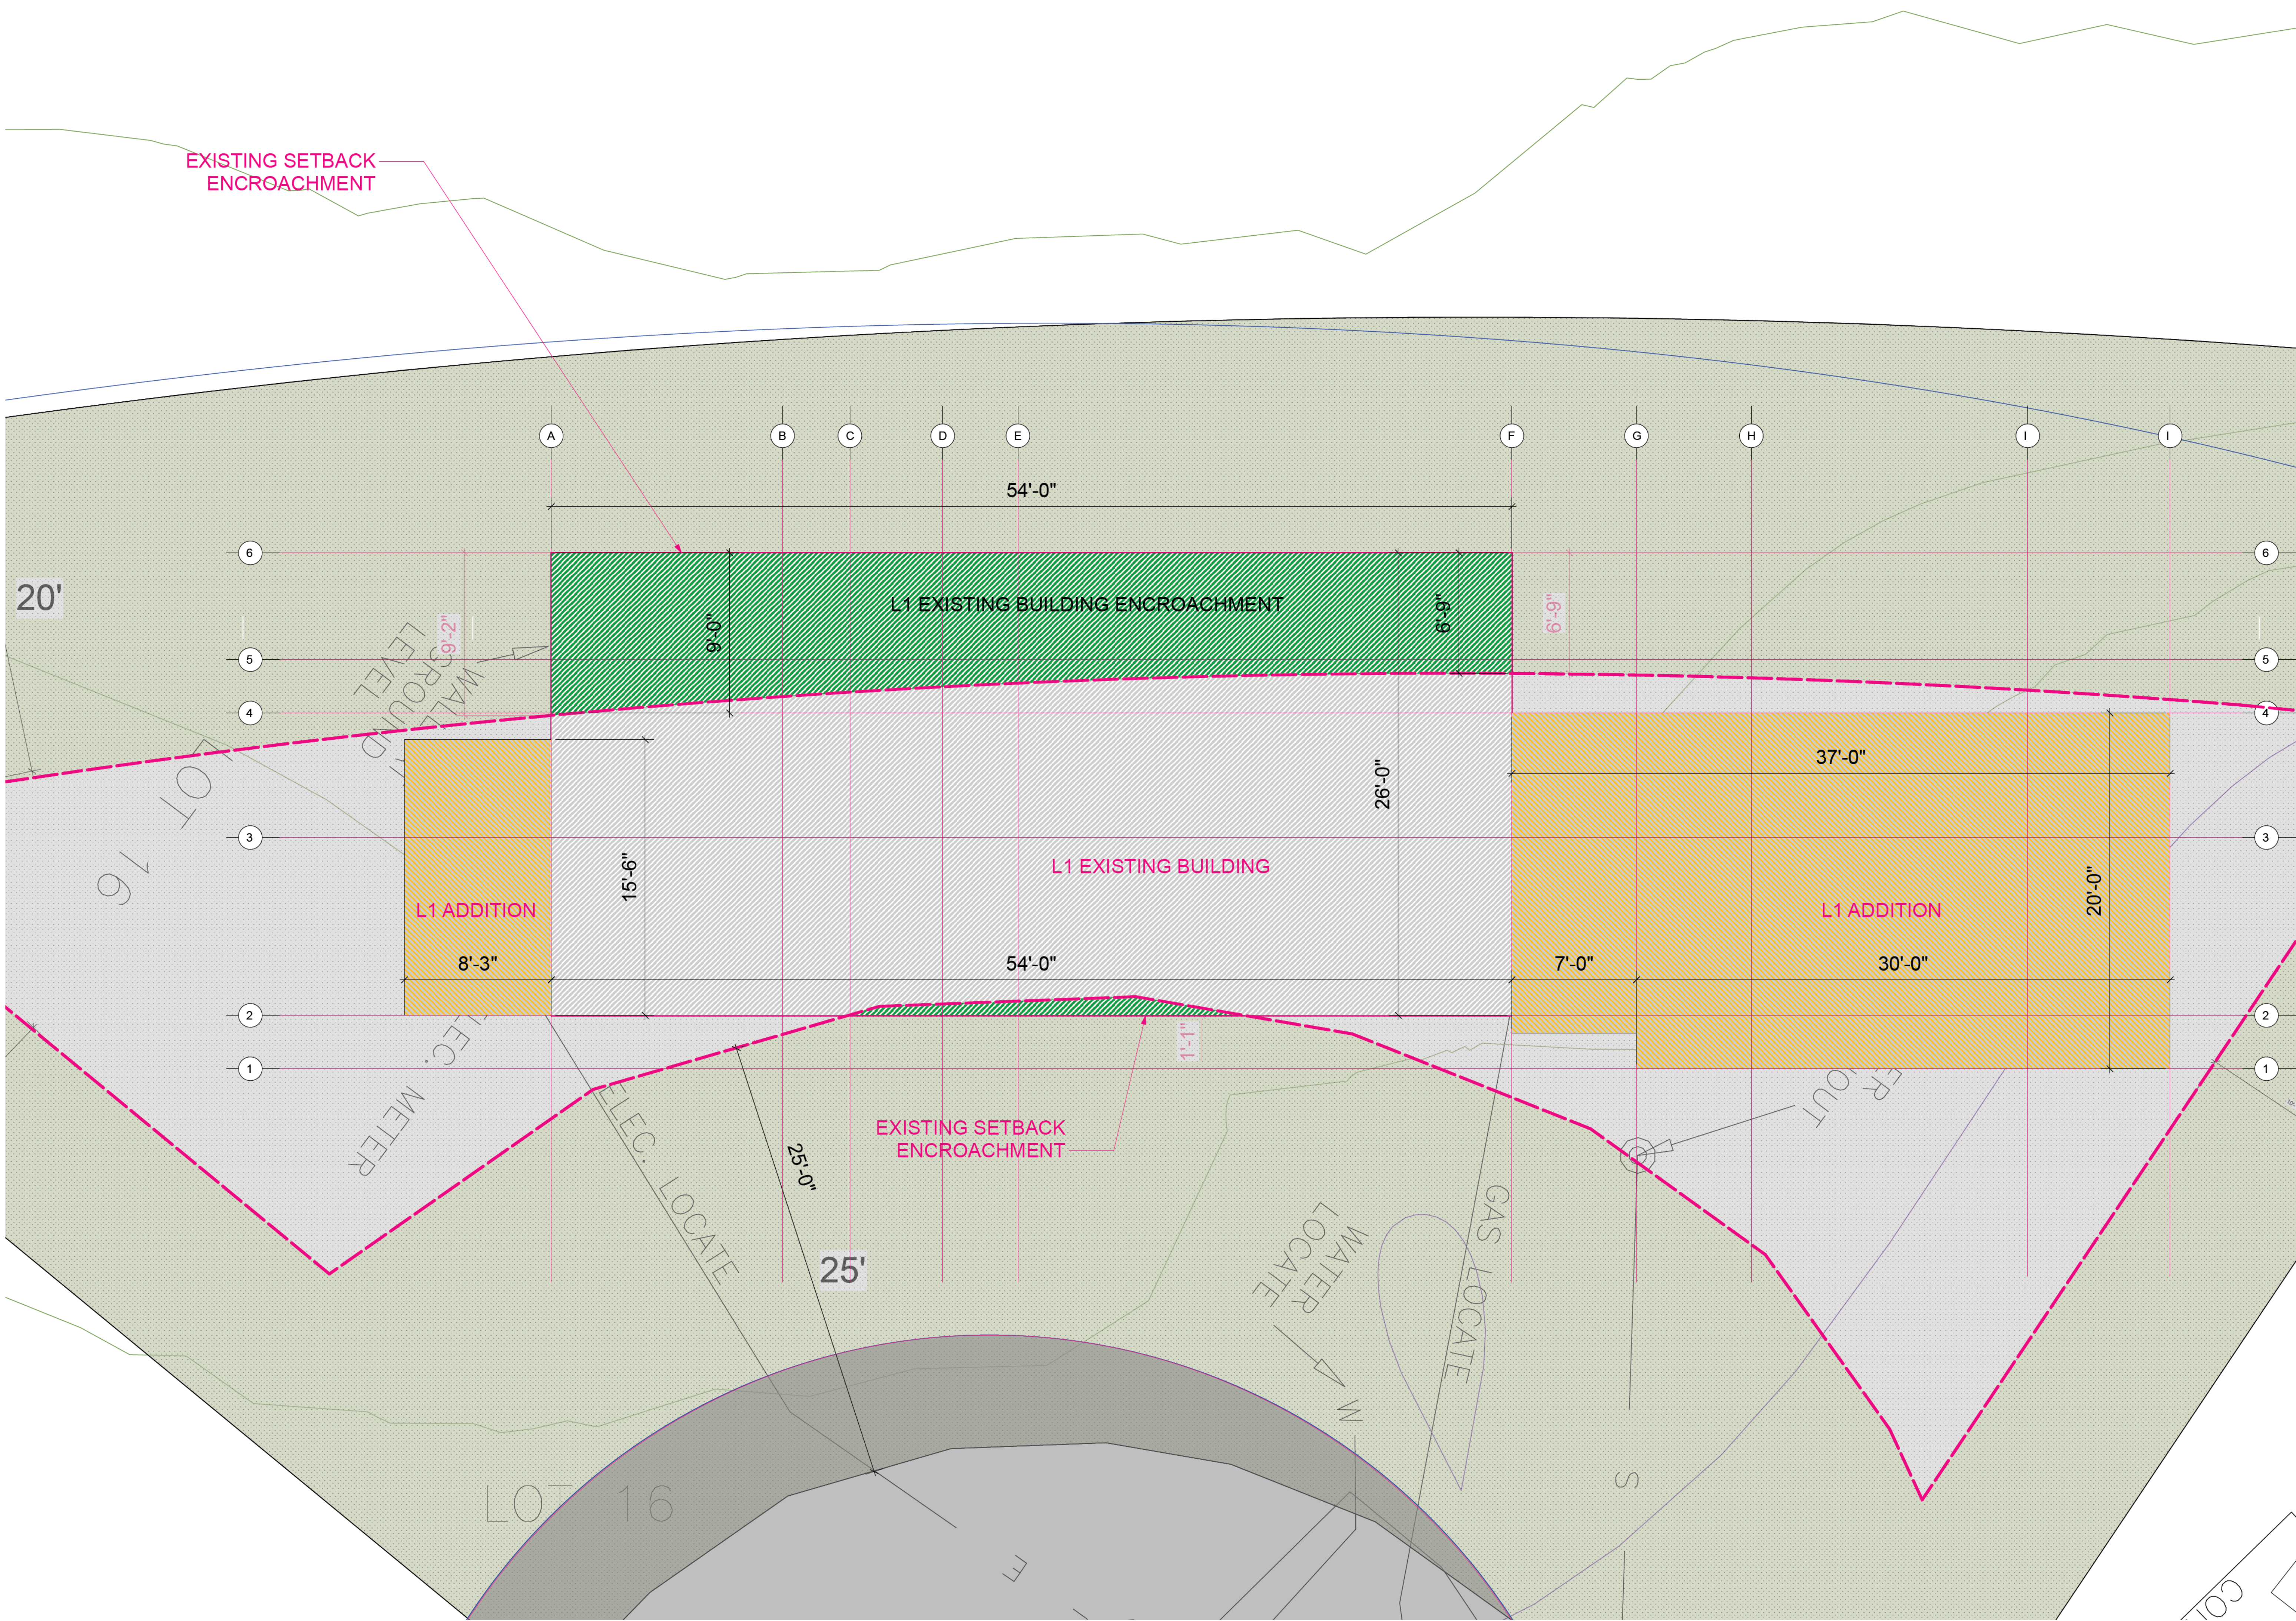 EXISTING SETBACK
ENCROACHMENT
A
B
C
D
E
F
G
H
I
I
54'-0"
6
6
20'
L1 EXISTING BUILDING ENCROACHMENT
9'-2"
9'-0"
6'-9"
6'-9"
5
5
GROUND
LEVEL
4
4
LOT 16
37'-0"
26'-0"
3
3
15'-6"
L1 EXISTING BUILDING
20'-0"
L1 ADDITION
L1 ADDITION
8'-3"
54'-0"
7'-0"
30'-0"
2
2
1'-1"
1
1
METER
EXISTING SETBACK
ENCROACHMENT
ELEC. LOCATE
25'-0"
25'
WATER
LOCATE
GAS LOCATE
W
S
LOT 16
E